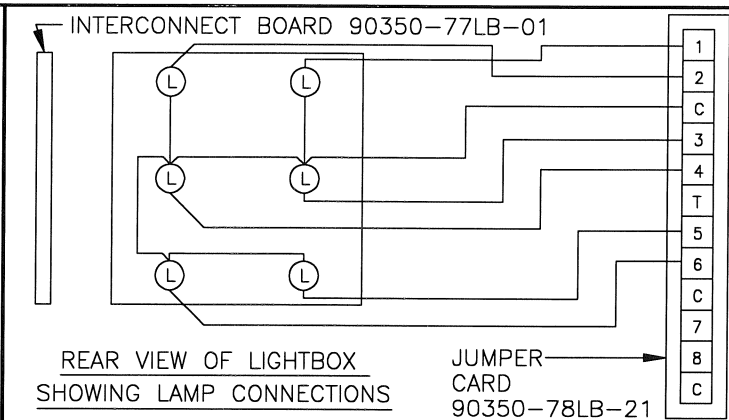 INTERCONNECT BOARD 90350-77LB-01
1
2
C
3
4
T
5
6
C
7
8
C
L L
L L
L L
REAR VIEW OF LIGHTBOX
SHOWING LAMP CONNECTIONS
JUMPER
CARD
90350-78LB-21